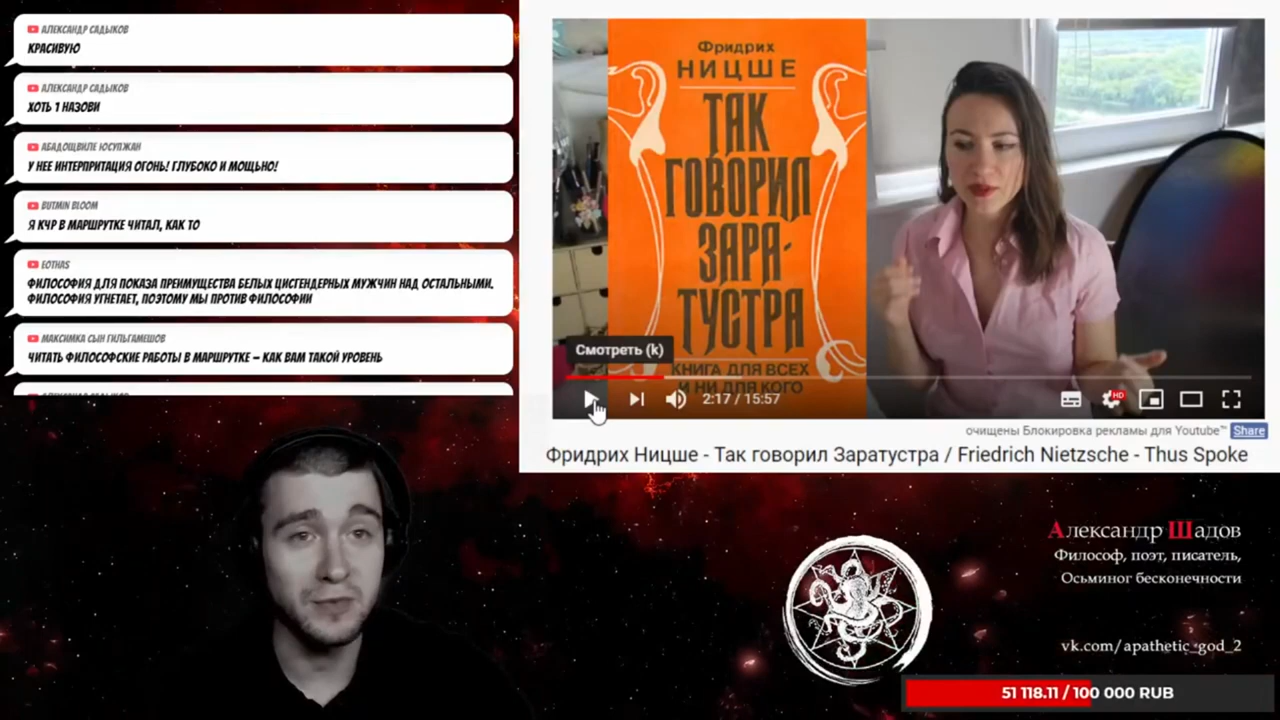 АЛЕКСАНДР САДЫКОВ
КРАСИВУЮ
АЛЕКСАНДР САДЫКОВ
ХОТЬ 1 НАЗОВИ
АБАДОЩВИЛЕ ЮСУПЖАН
У НЕЕ ИНТЕРПРИТАЦИЯ ОГОНЬ! ГЛУБОКО И МОЩЬНО!
BUTMIN BLOOM
Я КЧР В МАРШРУТКЕ ЧИТАЛ, КАК ТО
EOTHAS
ФИЛОСОФИЯ ДЛЯ ПОКАЗА ПРЕИМУЩЕСТВА БЕЛЫХ ЦИСГЕНДЕРНЫХ МУЖЧИН НАД ОСТАЛЬНЫМИ.
ФИЛОСОФИЯ УГНЕТАЕТ, ПОЭТОМУ МЫ ПРОТИВ ФИЛОСОФИИ
МАКСИМКА СЫН ГИЛЬГАМЕШОВ
ЧИТАТЬ ФИЛОСОФСКИЕ РАБОТЫ В МАРШРУТКЕ – КАК ВАМ ТАКОЙ УРОВЕНЬ
Фридрих
НИЦШЕ
ТАК
ГОВОРИЛ
ЗАРА-
ТУСТРА
КНИГА ДЛЯ ВСЕХ
И НИ ДЛЯ КОГО
Смотреть (k)
2:17 / 15:57
HD
очищены Блокировка рекламы для Youtube™ Share
Фридрих Ницше - Так говорил Заратустра / Friedrich Nietzsche - Thus Spoke
Александр Шадов
Философ, поэт, писатель,
Осьминог бесконечности
vk.com/apathetic_god_2
51 118.11 / 100 000 RUB